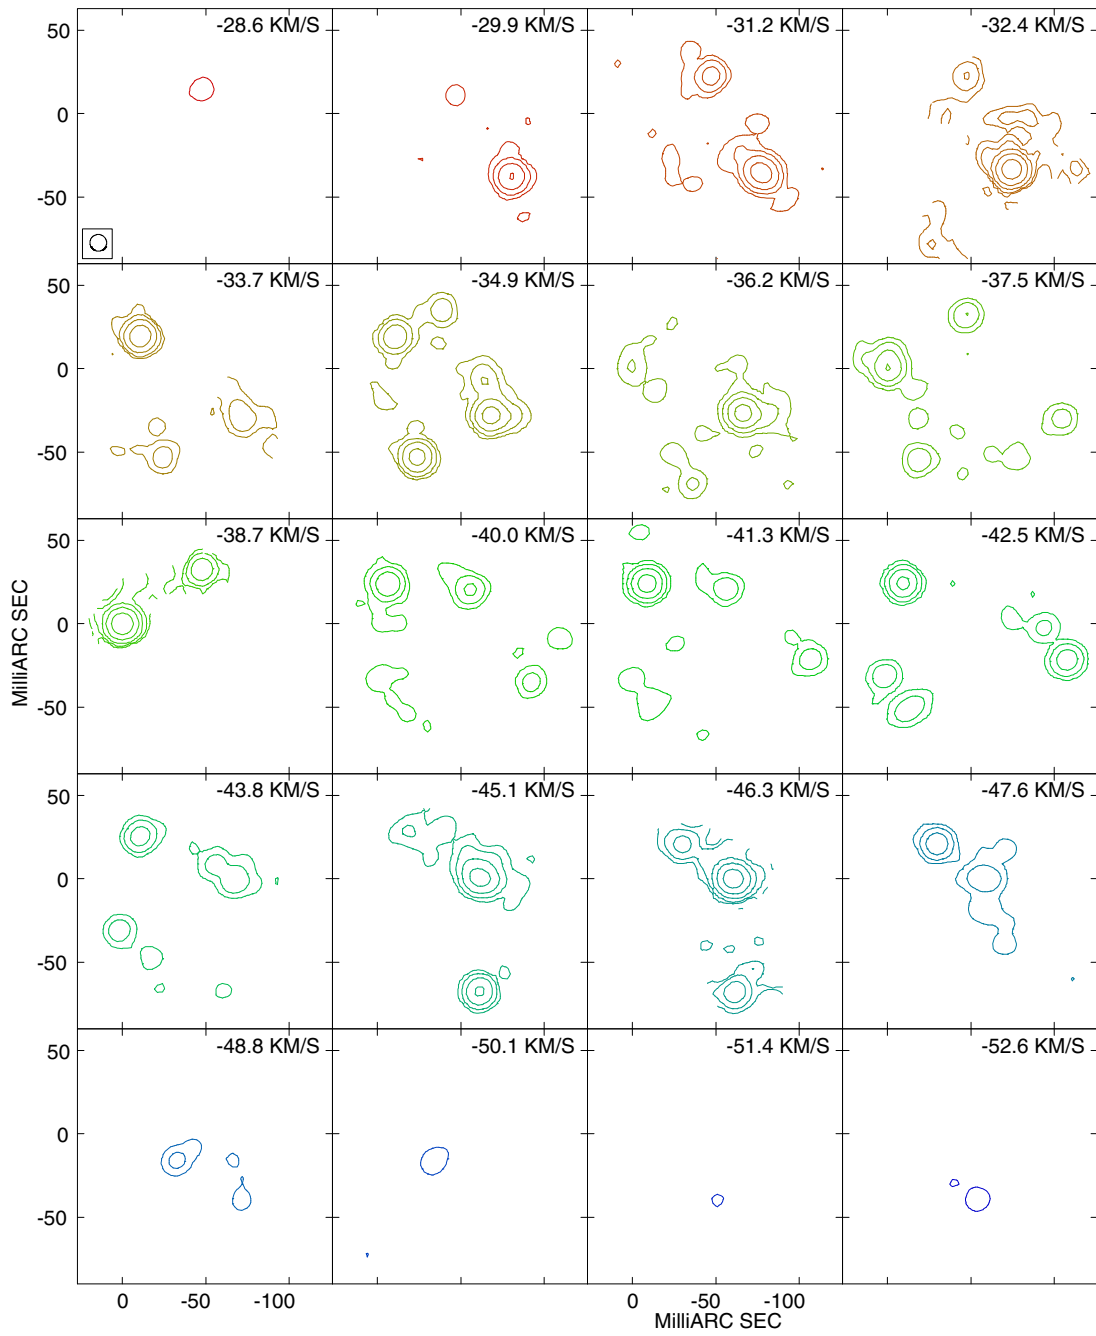 -28.6 KM/S -29.9 KM/S -31.2 KM/S -32.4 KM/S
50
0
-50
-33.7 KM/S -34.9 KM/S -36.2 KM/S -37.5 KM/S
50
0
-50
-38.7 KM/S -40.0 KM/S -41.3 KM/S -42.5 KM/S
50
0
-50
MilliARC SEC
-43.8 KM/S -45.1 KM/S -46.3 KM/S -47.6 KM/S
50
0
-50
-48.8 KM/S -50.1 KM/S -51.4 KM/S -52.6 KM/S
50
0
-50
0 -50 -100 0 -50 -100
MilliARC SEC